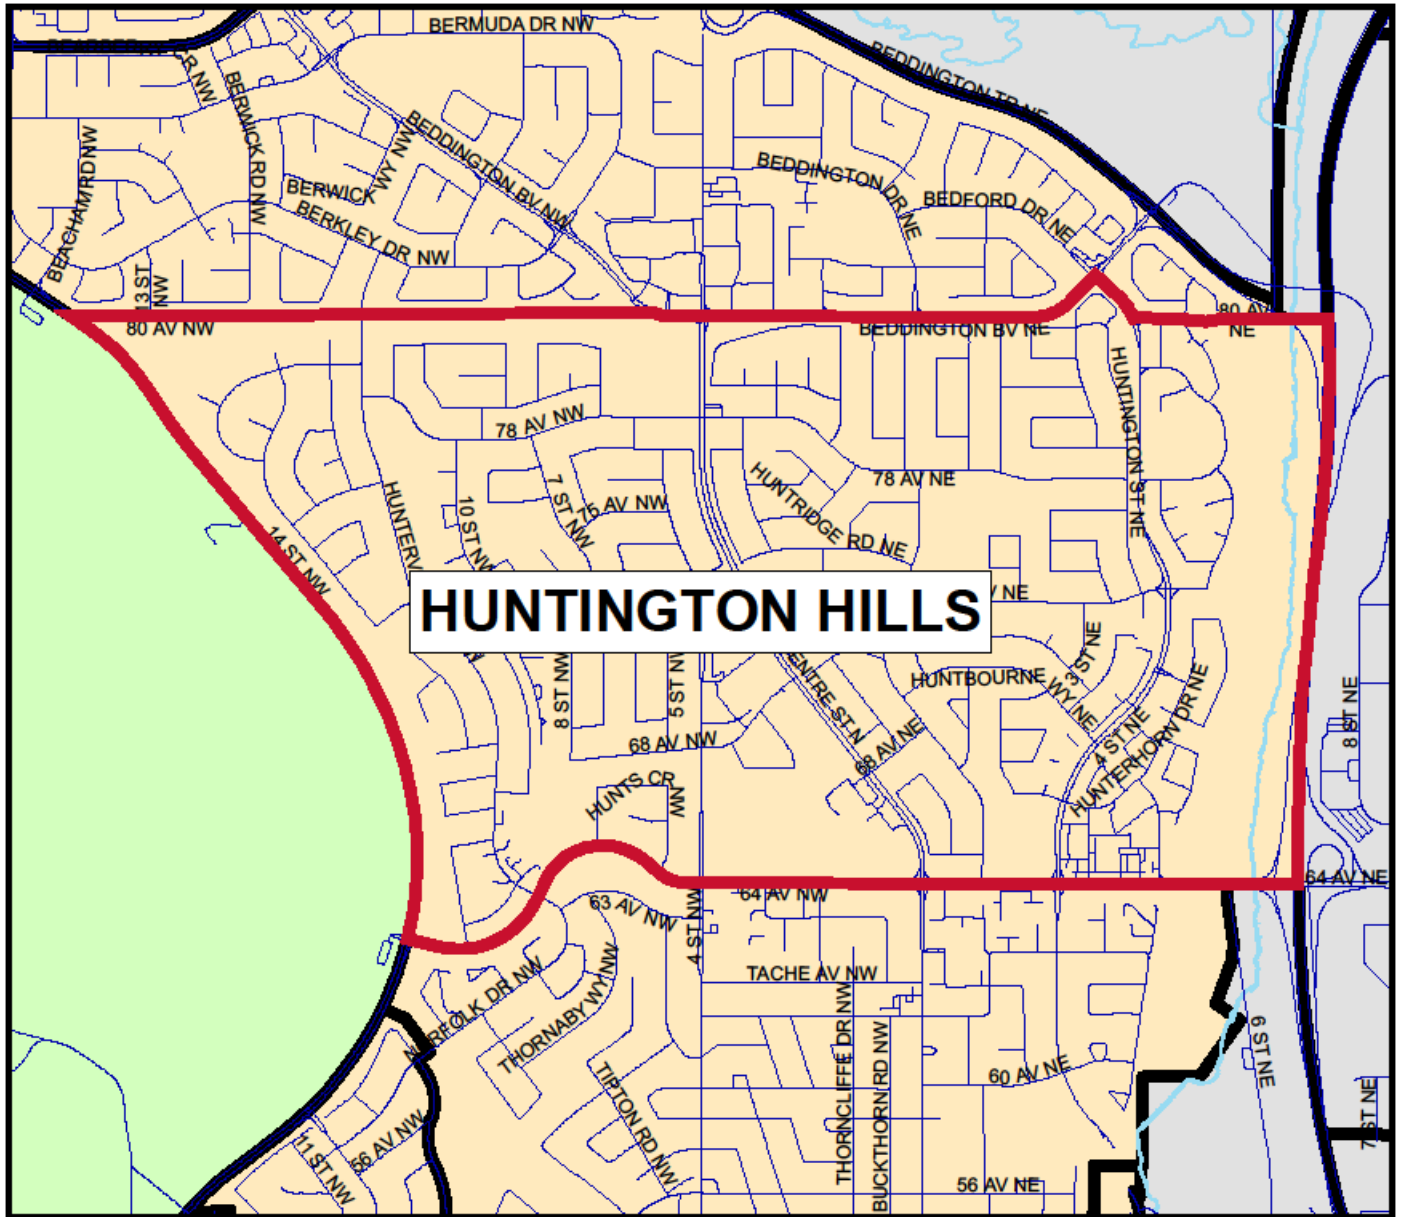 BERMUDA DR NW
CR NW
BERWICK RD NW
BEDDINGTON TR NE
BEACHAM RD NW
BEDDINGTON BV NW
BERWICK
WY NW
BERKLEY DR NW
BEDDINGTON DR NE
BEDFORD DR NE
13 ST
NW
80 AV NW
BEDDINGTON BV NE
80 AV
NE
HUNTINGTON ST NE
78 AV NW
78 AV NE
HUNTRIDGE RD NE
HUNTERV
10 ST NW
7 ST NW
75 AV NW
14 ST NW
HUNTINGTON HILLS
V NE
8 ST NW
5 ST NW
ENTRE ST N
HUNTBOURNE
WY NE
3 ST NE
68 AV NW
68 AV NE
4 ST NE
HUNTERHORN DR NE
8 ST NE
HUNTS CR
NW
64 AV NW
64 AV NE
63 AV NW
4 ST NW
NORFOLK DR NW
THORNABY WY NW
TACHE AV NW
THORNCLIFFE DR NW
BUCKTHORN RD NW
60 AV NE
6 ST NE
TIPTON RD NW
56 AV NW
11 ST NW
56 AV NE
7 ST NE